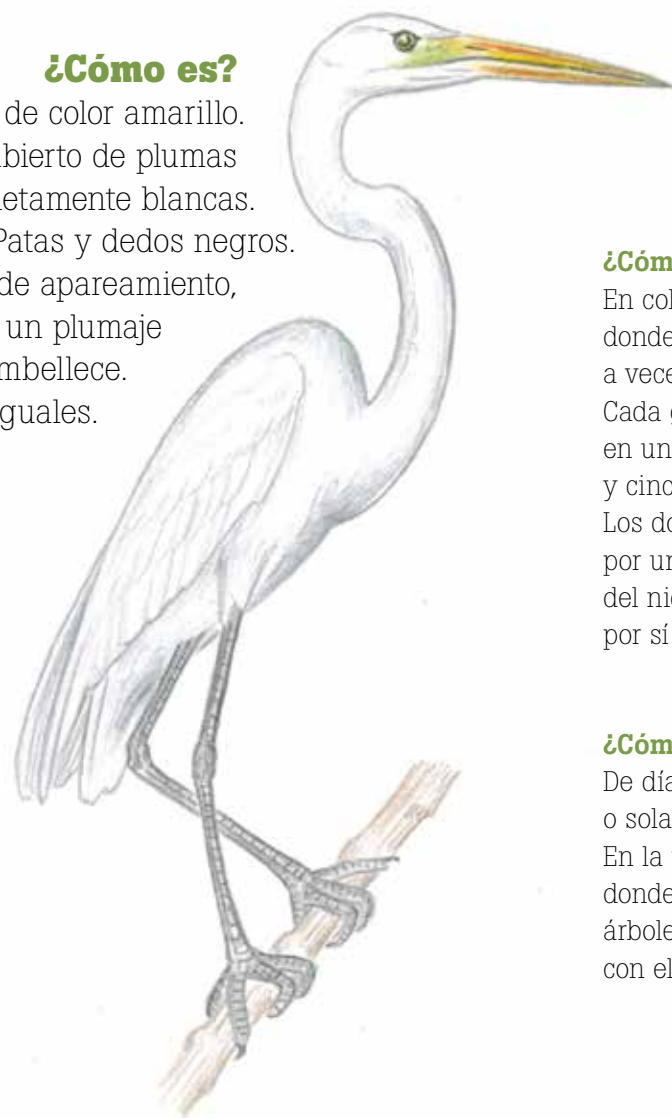 ¿Cómo es?
de color amarillo.
bierto de plumas
etamente blancas.
Patas y dedos negros.
de apareamiento,
un plumaje
mbellece.
guales.
¿Cóm
En col
donde
a vece
Cada
en un
y cinc
Los do
por un
del ni
por sí
¿Cóm
De día
o sola
En la
donde
árbole
con el